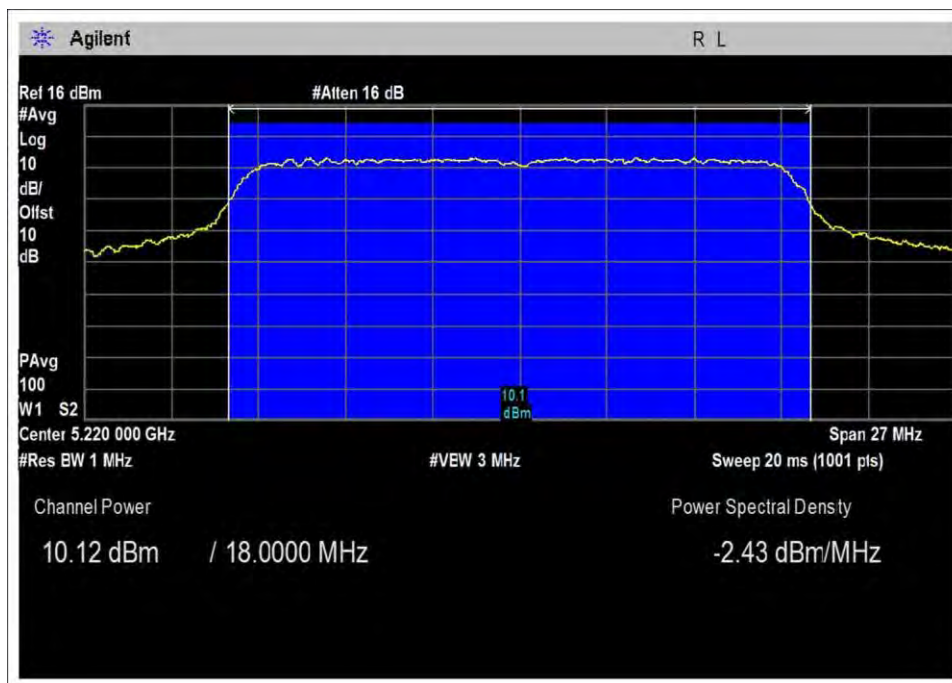 Agilent
R L
Ref 16 dBm
#Atten 16 dB
#Avg
Log
10
dB/
Offst
10
dB
PAvg
100
W1 S2
10.1
dBm
Center 5.220 000 GHz
Span 27 MHz
#Res BW 1 MHz
#VEW 3 MHz
Sweep 20 ms (1001 pts)
Channel Power
Power Spectral Density
10.12 dBm / 18.0000 MHz
-2.43 dBm/MHz